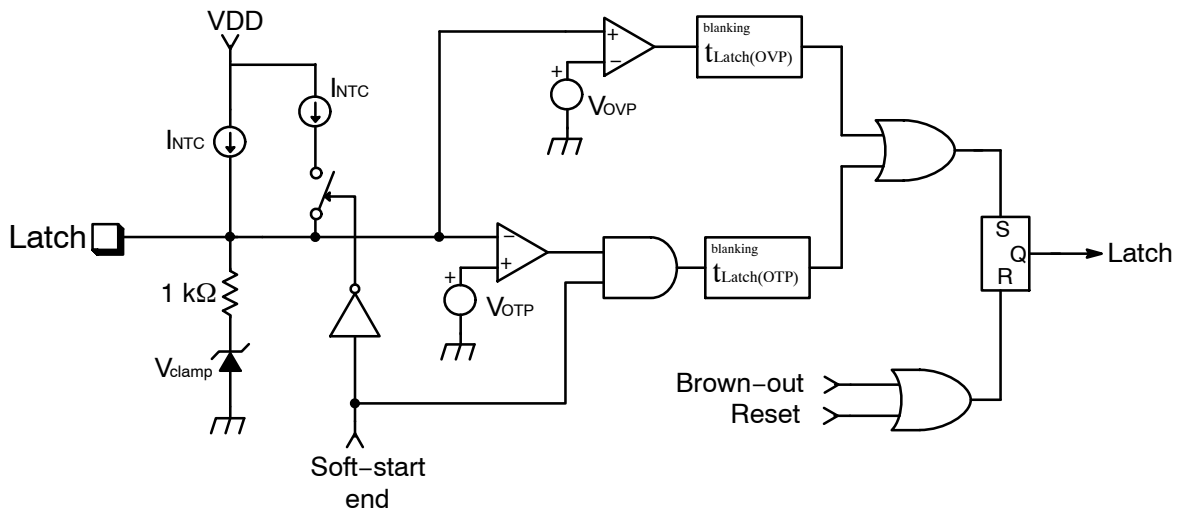 VDD
INTC
INTC
Latch
1 kΩ
Vclamp
Soft−start
end
+
−
+
VOVP
blanking
tLatch(OVP)
−
+
+
VOTP
blanking
tLatch(OTP)
S
Q
R
Latch
Brown−out
Reset